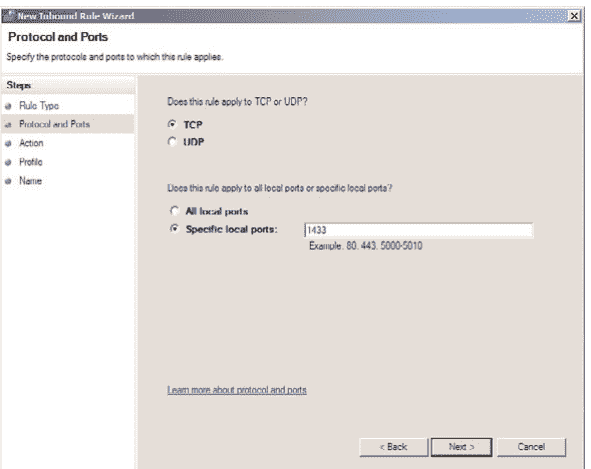 New Inbound Rule Wizard
Protocol and Ports
Specify the protocols and ports to which this rule applies.
Steps:
Rule Type
Protocol and Ports
Action
Profile
Name
Does this rule apply to TCP or UDP?
TCP
UDP
Does this rule apply to all local ports or specific local ports?
All local ports
Specific local ports:
1433
Example: 80, 443, 5000-5010
Learn more about protocol and ports
< Back
Next >
Cancel